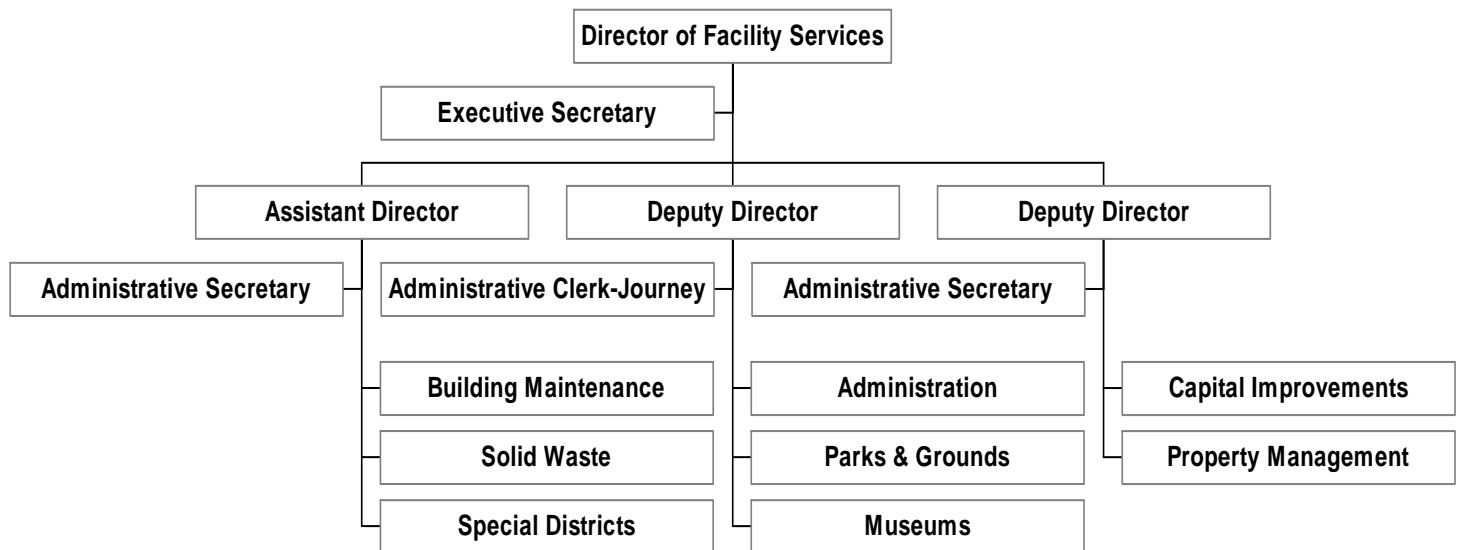 Director of Facility Services
Executive Secretary
Assistant Director
Deputy Director
Deputy Director
Administrative Secretary
Administrative Clerk-Journey
Administrative Secretary
Building Maintenance
Administration
Capital Improvements
Solid Waste
Parks & Grounds
Property Management
Special Districts
Museums